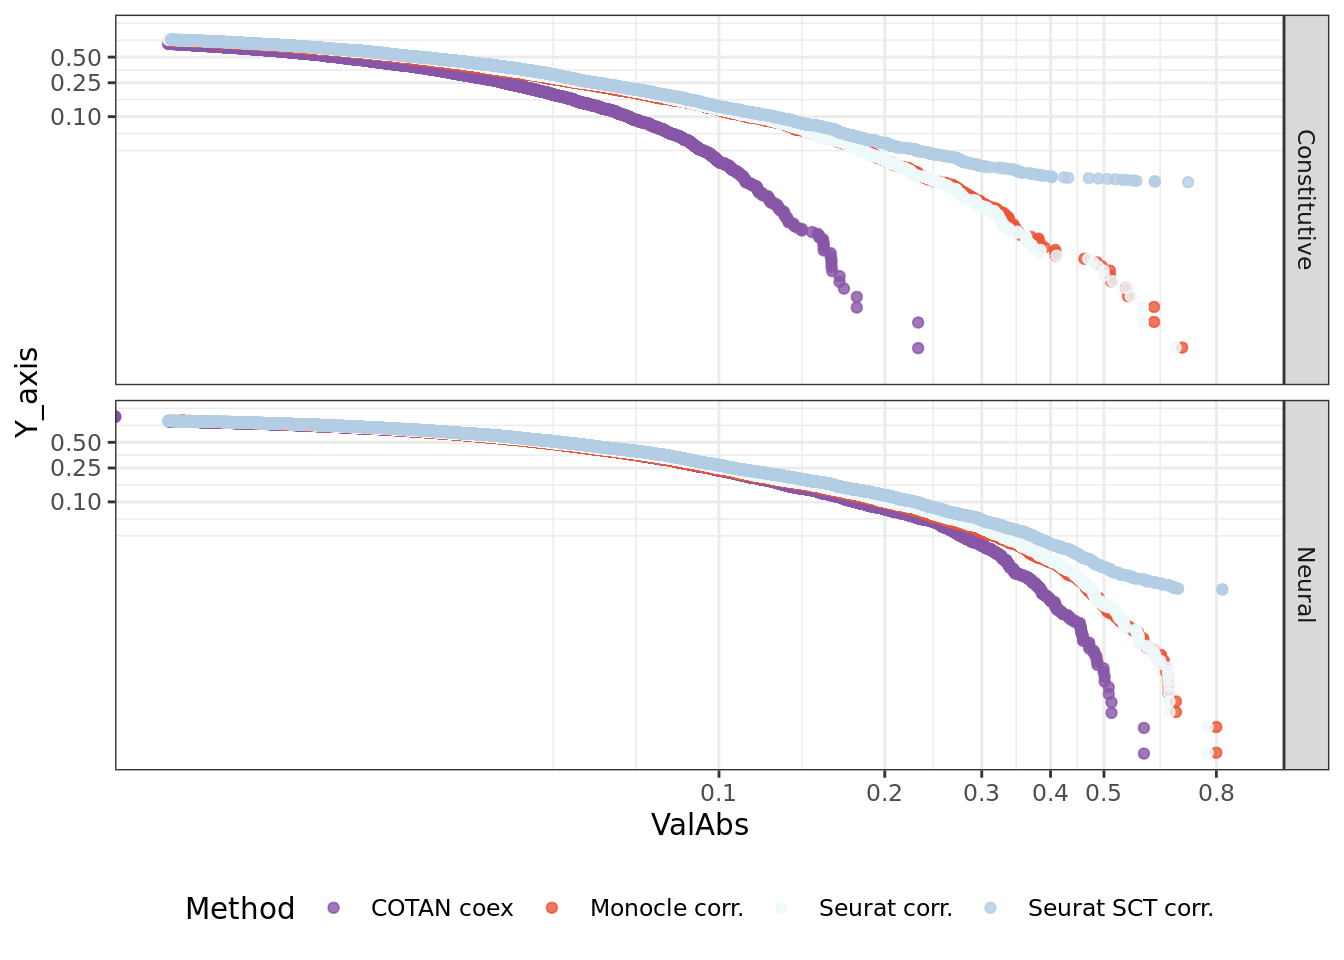 0.50
0.25
0.10
Constitutive
Y_axis
0.50
0.25
0.10
Neural
0.1 0.2 0.3 0.4 0.5 0.8
ValAbs
Method COTAN coex Monocle corr. Seurat corr. Seurat SCT corr.